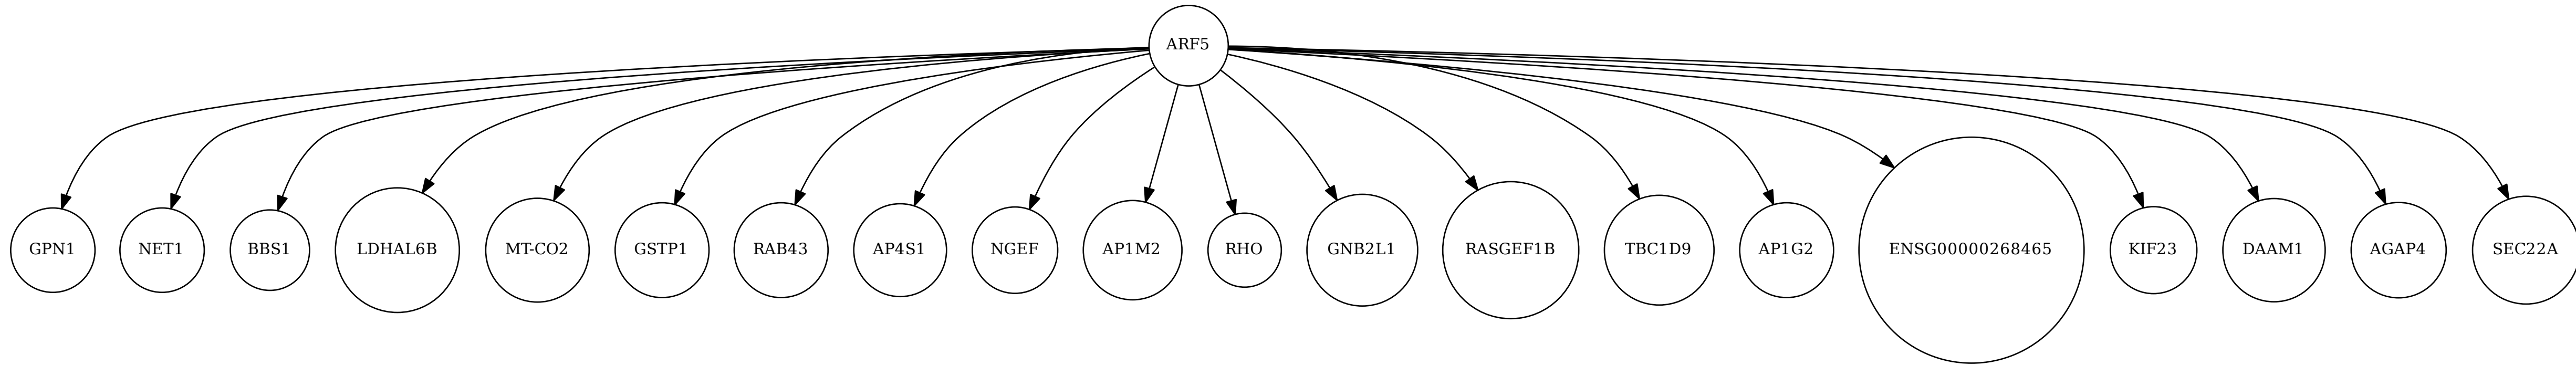 ARF5
GPN1
NET1
BBS1
LDHAL6B
MT-CO2
GSTP1
RAB43
AP4S1
NGEF
AP1M2
RHO
GNB2L1
RASGEF1B
TBC1D9
AP1G2
ENSG00000268465
KIF23
DAAM1
AGAP4
SEC22A